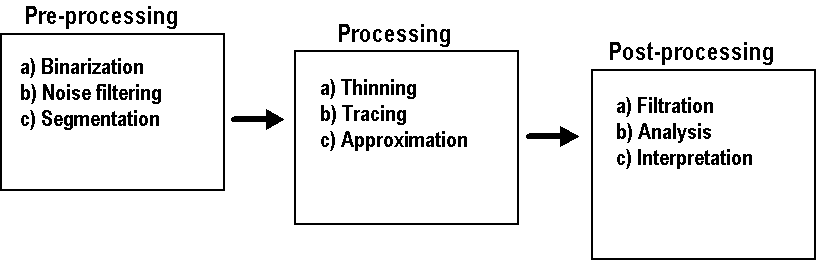 Pre-processing
a) Binarization
b) Noise filtering
c) Segmentation
Processing
a) Thinning
b) Tracing
c) Approximation
Post-processing
a) Filtration
b) Analysis
c) Interpretation